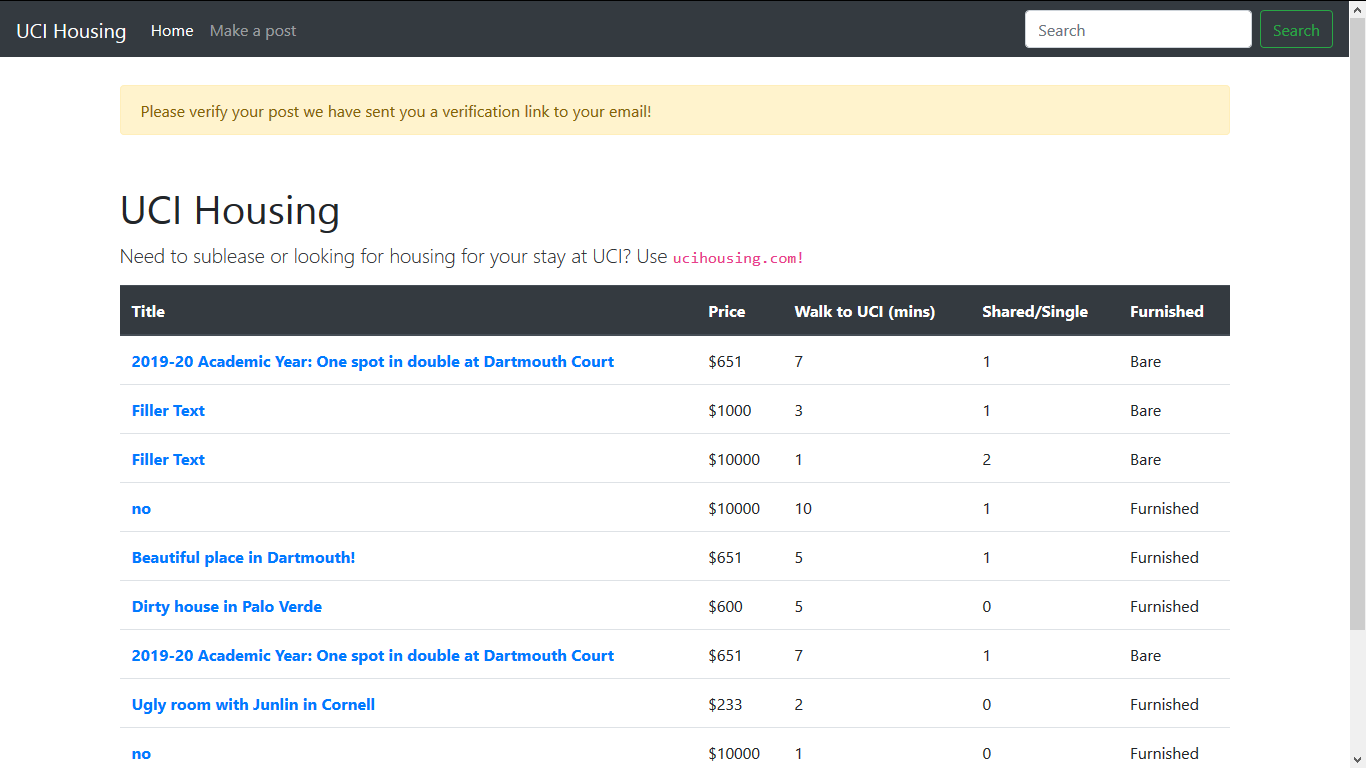 UCI Housing Home Make a post Search Search
Please verify your post we have sent you a verification link to your email!
UCI Housing
Need to sublease or looking for housing for your stay at UCI? Use ucihousing.com!
Title Price Walk to UCI (mins) Shared/Single Furnished
2019-20 Academic Year: One spot in double at Dartmouth Court $651 7 1 Bare
Filler Text $1000 3 1 Bare
Filler Text $10000 1 2 Bare
no $10000 10 1 Furnished
Beautiful place in Dartmouth! $651 5 1 Furnished
Dirty house in Palo Verde $600 5 0 Furnished
2019-20 Academic Year: One spot in double at Dartmouth Court $651 7 1 Bare
Ugly room with Junlin in Cornell $233 2 0 Furnished
no $10000 1 0 Furnished